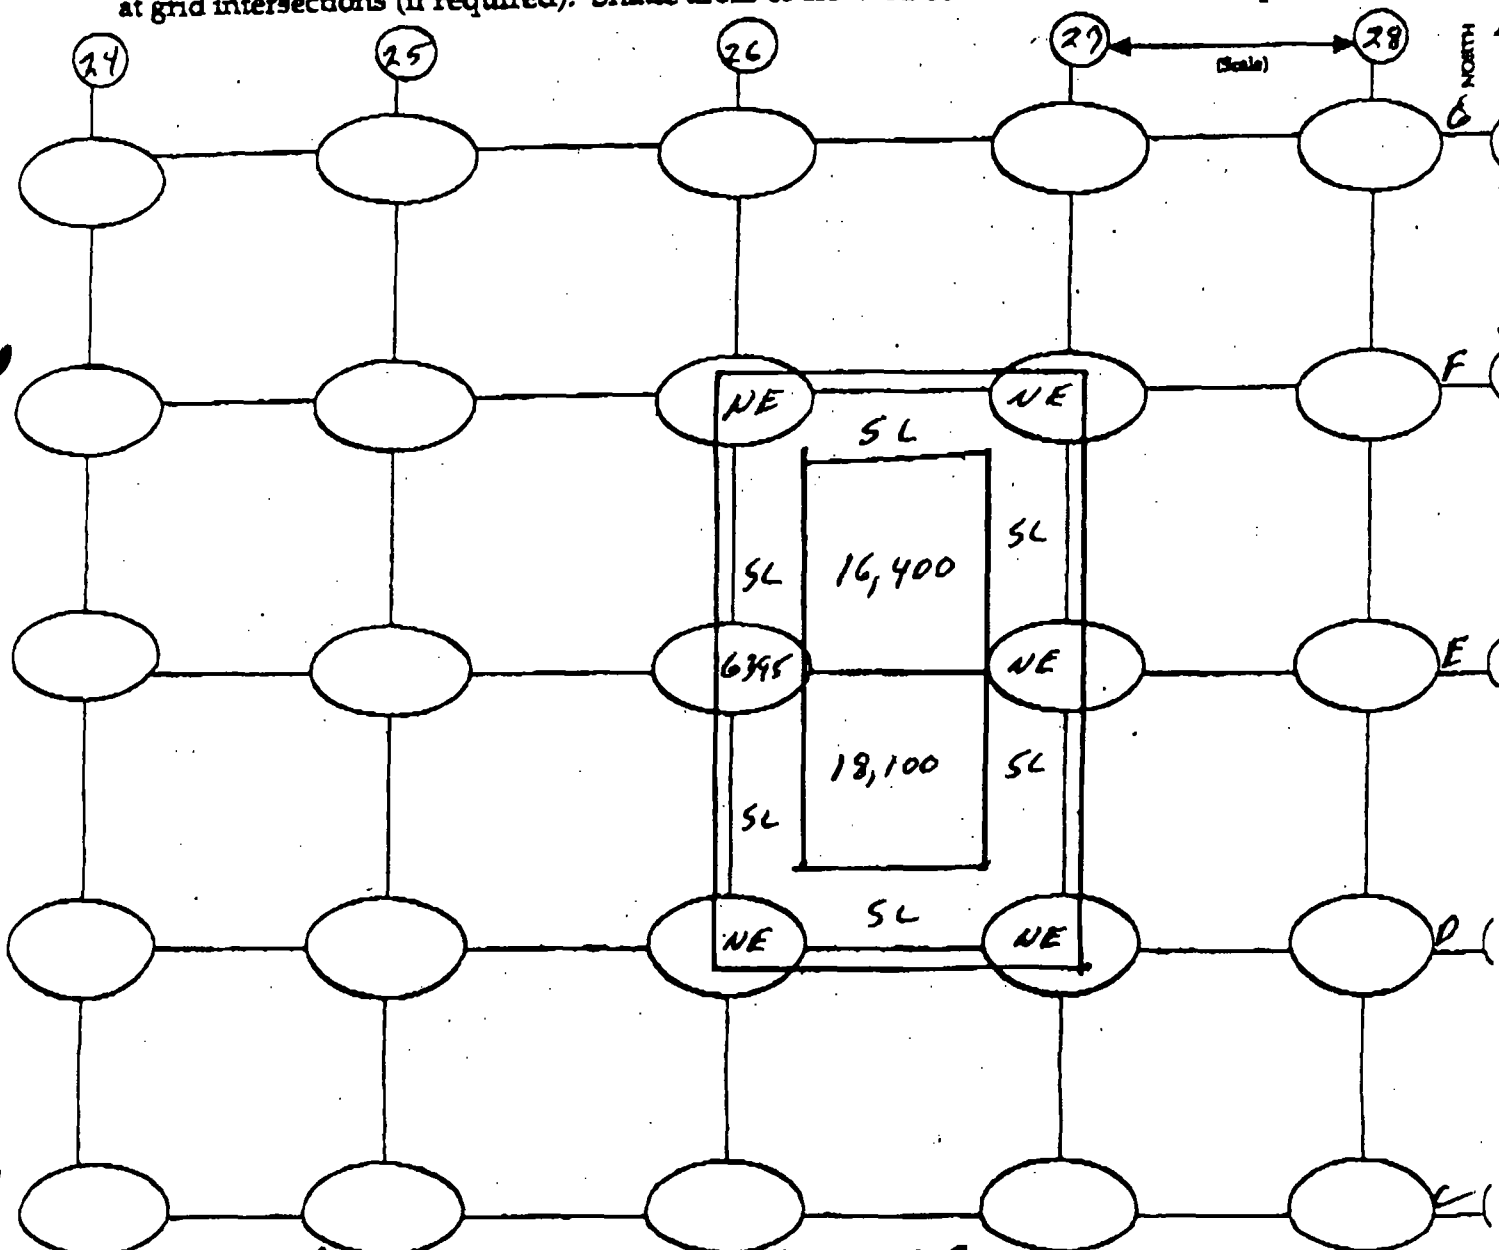 at grid intersections (if required).
24 25 26 27 28
(Scale)
NORTH
G
F
NE NE
SL
SL
SL 16,400
E
6395 NE
18,100 SL
SL
SL
D
NE NE
C